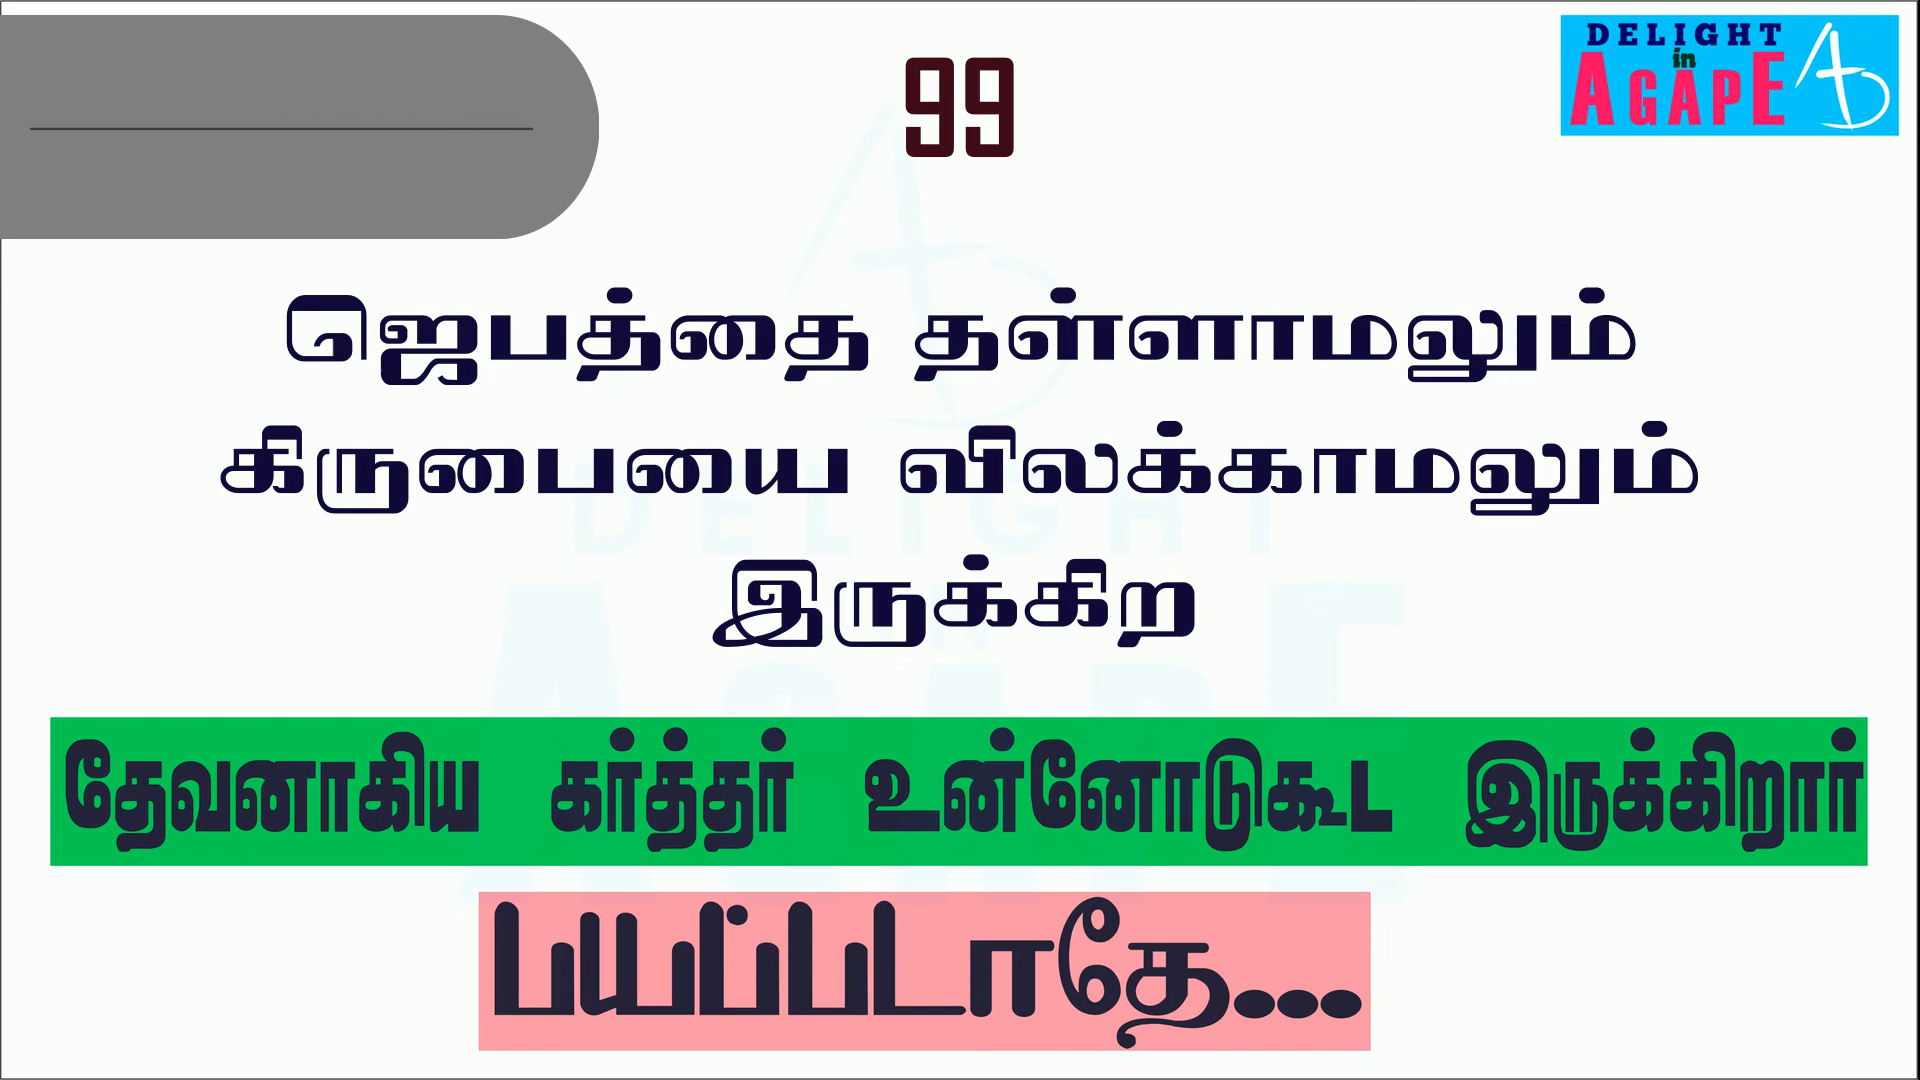 99
DELIGHT
in
AGAPE
ஜெபத்தை தள்ளாமலும்
கிருபையை விலக்காமலும்
இருக்கிற
தேவனாகிய கர்த்தர் உன்னோடுகூட இருக்கிறார்
பயப்படாதே...